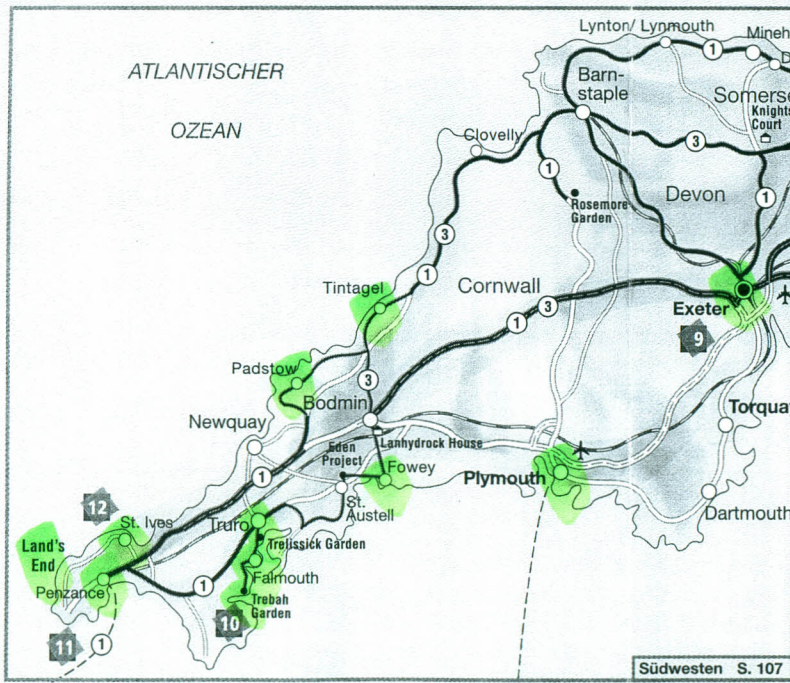 Lynton/ Lynmouth
Mineh
1
D
ATLANTISCHER
OZEAN
Barn-
staple
Somerse
Knights
Court
Clovelly
3
1
Devon
1
Rosemore
Garden
3
1
Tintagel
Cornwall
3
1
Exeter
9
Padstow
3
Bodmin
Newquay
Lanhydrock House
Torquay
Eden
Project
Fowey
Plymouth
1
12
St. Ives
Truro
St.
Austell
Dartmouth
Land's
End
Trelissick Garden
Penzance
1
Falmouth
Trebah
Garden
10
11
1
Südwesten S. 107